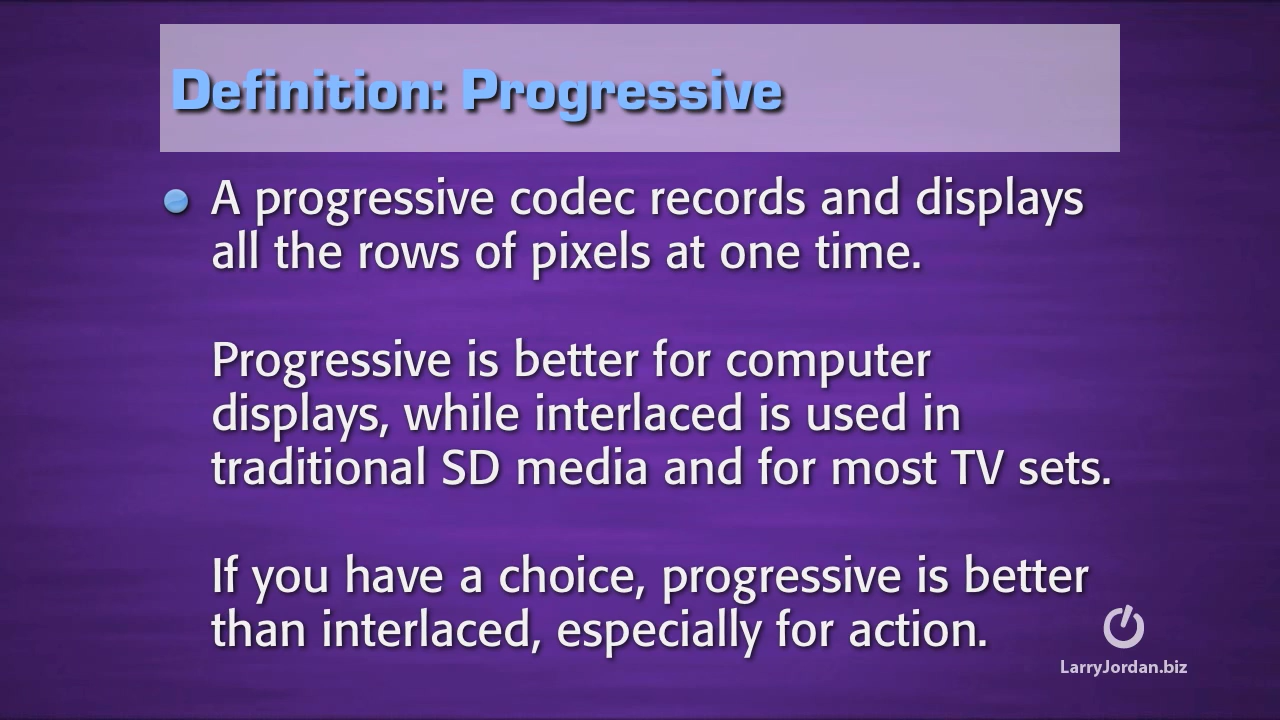 Definition: Progressive
A progressive codec records and displays
all the rows of pixels at one time.
Progressive is better for computer
displays, while interlaced is used in
traditional SD media and for most TV sets.
If you have a choice, progressive is better
than interlaced, especially for action.
LarryJordan.biz